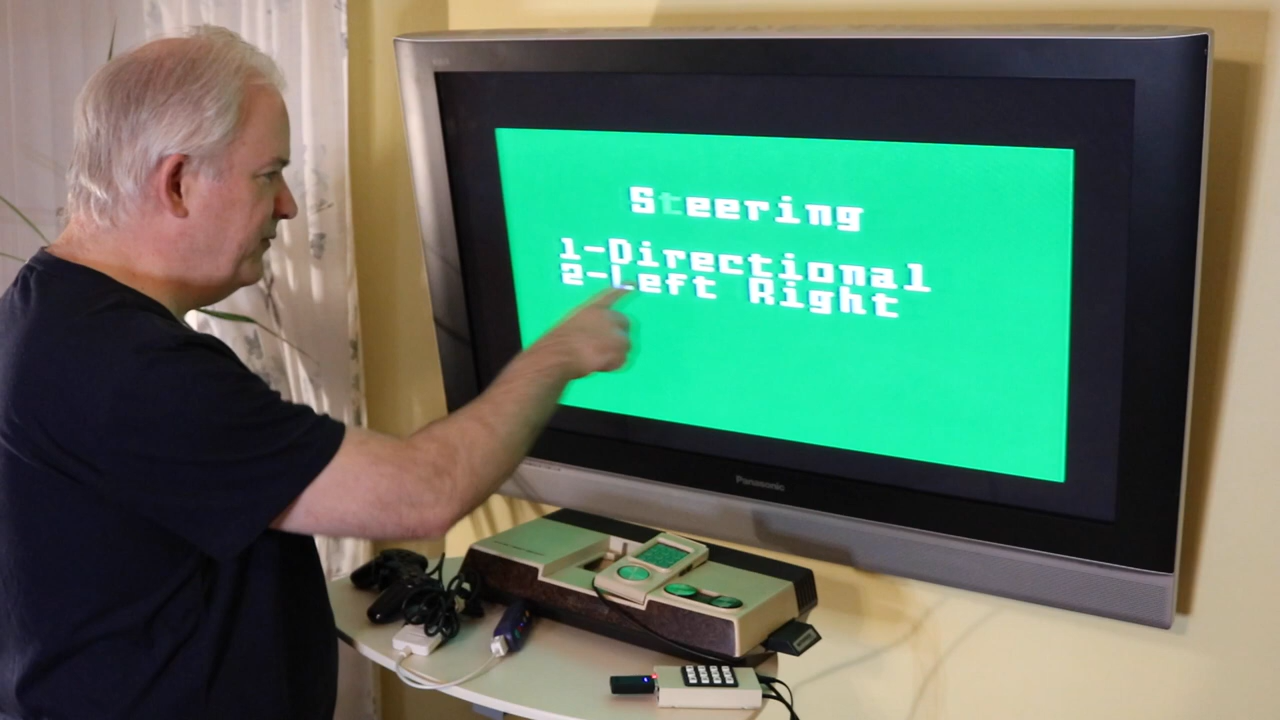 Steering
1-Directional
2-Left Right
Panasonic